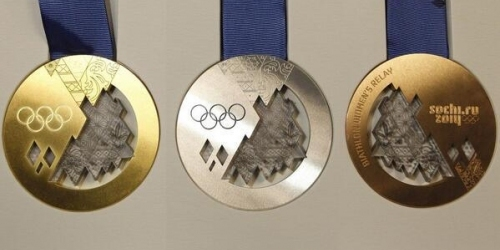 BIATHLON WOMEN'S RELAY
sochi.ru
2014